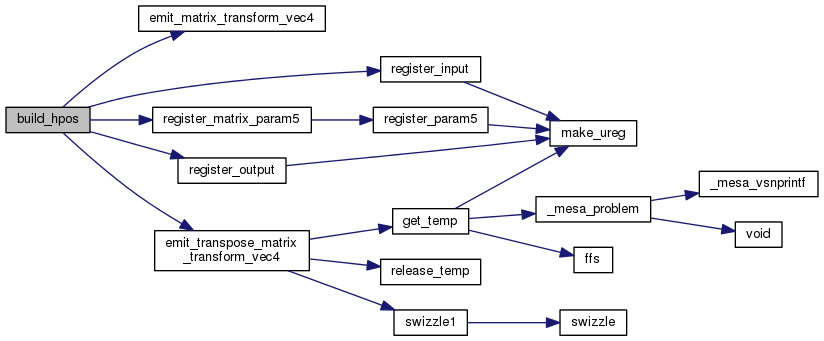 emit_matrix_transform_vec4
register_input
build_hpos
register_matrix_param5
register_param5
make_ureg
register_output
_mesa_vsnprintf
get_temp
_mesa_problem
void
emit_transpose_matrix
_transform_vec4
ffs
release_temp
swizzle1
swizzle